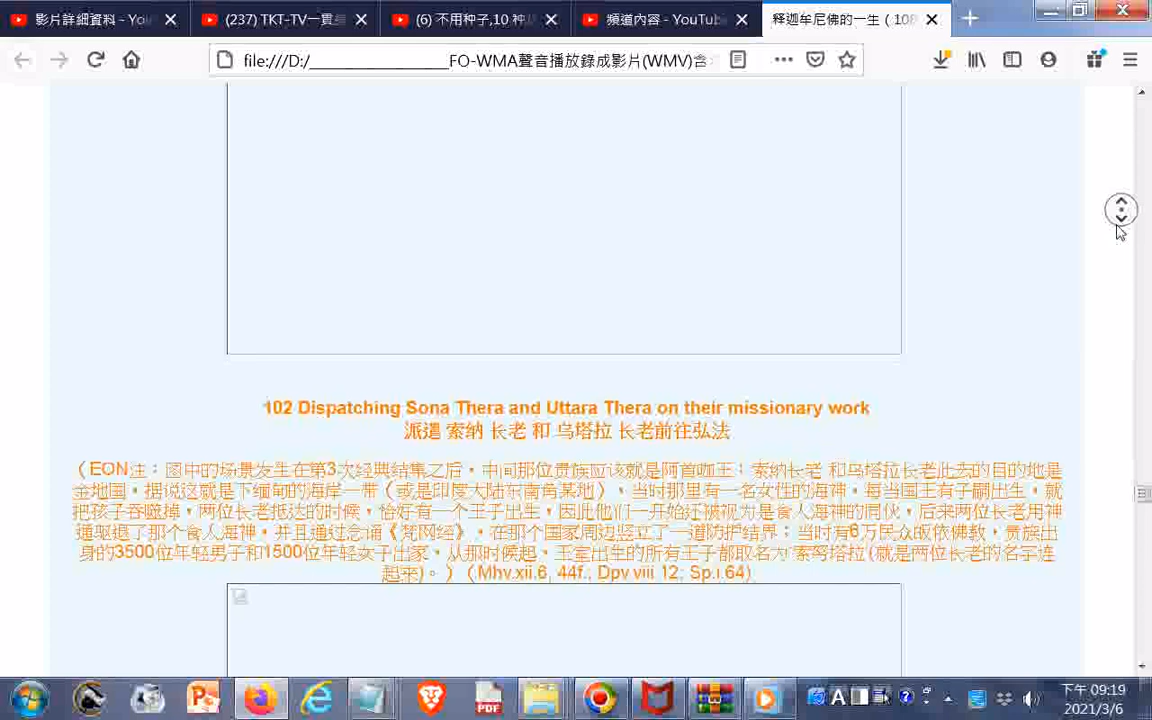 影片詳細資料 - Yo
(237) TKT-TV一貫
(6) 不用种子,10 种
頻道內容 - YouTub
释迦牟尼佛的一生（108
file:///D:/________________FO-WMA聲音播放錄成影片(WMV)含
102 Dispatching Sona Thera and Uttara Thera on their missionary work
派遣 索纳 长老 和 乌塔拉 长老前往弘法
（EON注：图中的场景发生在第3次经典结集之后，中间那位贵族应该就是阿首咖王；索纳长老 和乌塔拉长老此去的目的地是
金地国，据说这就是下缅甸的海岸一带（或是印度大陆东南角某地），当时那里有一名女性的海神，每当国王有子嗣出生，就
把孩子吞噬掉，两位长老抵达的时候，恰好有一个王子出生，因此他们一开始还被视为是食人海神的同伙，后来两位长老用神
通驱退了那个食人海神，并且通过念诵《梵网经》，在那个国家周边竖立了一道防护结界；当时有6万民众皈依佛教，贵族出
身的3500位年轻男子和1500位年轻女子出家，从那时候起，王室出生的所有王子都取名为 索努塔拉(就是两位长老的名字连
起来)。）（Mhv.xii.6, 44f.; Dpv.viii.12; Sp.i.64)
A
下午 09:19
2021/3/6